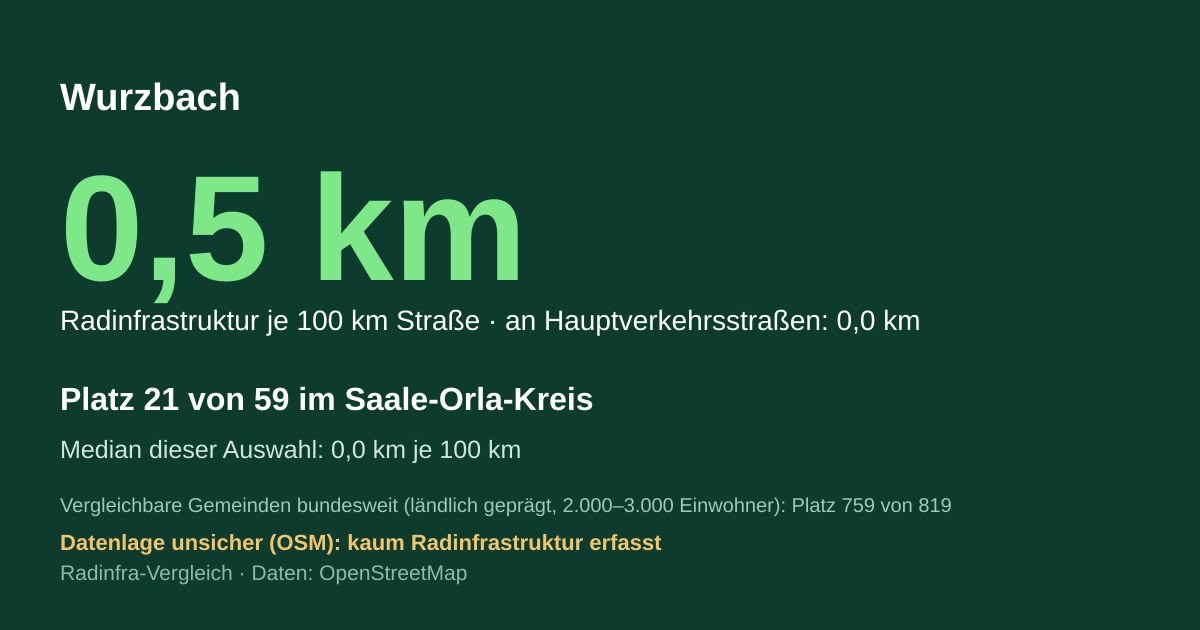 Wurzbach
0,5 km
Radinfrastruktur je 100 km Straße · an Hauptverkehrsstraßen: 0,0 km
Platz 21 von 59 im Saale-Orla-Kreis
Median dieser Auswahl: 0,0 km je 100 km
Vergleichbare Gemeinden bundesweit (ländlich geprägt, 2.000–3.000 Einwohner): Platz 759 von 819
Datenlage unsicher (OSM): kaum Radinfrastruktur erfasst
Radinfra-Vergleich · Daten: OpenStreetMap